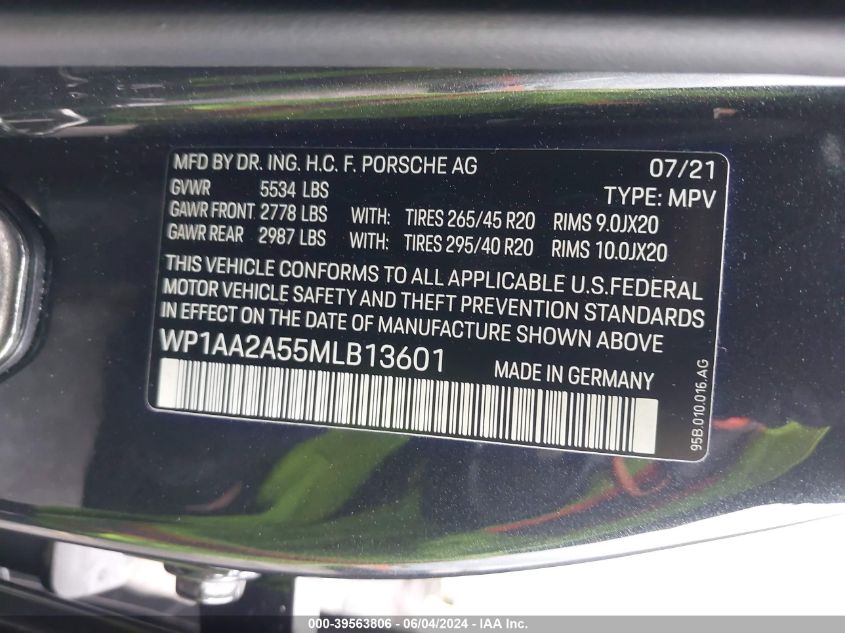 MFD BY DR. ING. H.C. F. PORSCHE AG 07/21
GVWR 5534 LBS TYPE: MPV
GAWR FRONT 2778 LBS WITH: TIRES 265/45 R20 RIMS 9.0JX20
GAWR REAR 2987 LBS WITH: TIRES 295/40 R20 RIMS 10.0JX20
THIS VEHICLE CONFORMS TO ALL APPLICABLE U.S.FEDERAL
MOTOR VEHICLE SAFETY AND THEFT PREVENTION STANDARDS
IN EFFECT ON THE DATE OF MANUFACTURE SHOWN ABOVE
WP1AA2A55MLB13601 MADE IN GERMANY
95B.010.016.AG
000-39563806 - 06/04/2024 - IAA Inc.